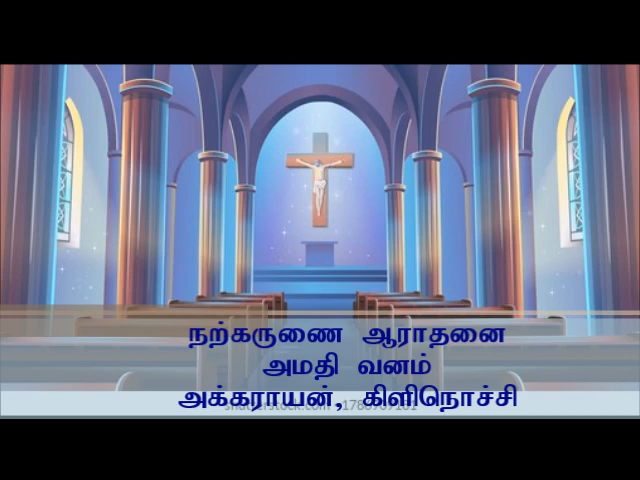 நற்கருணை ஆராதனை
அமதி வனம்
அக்கராயன், கிளிநொச்சி